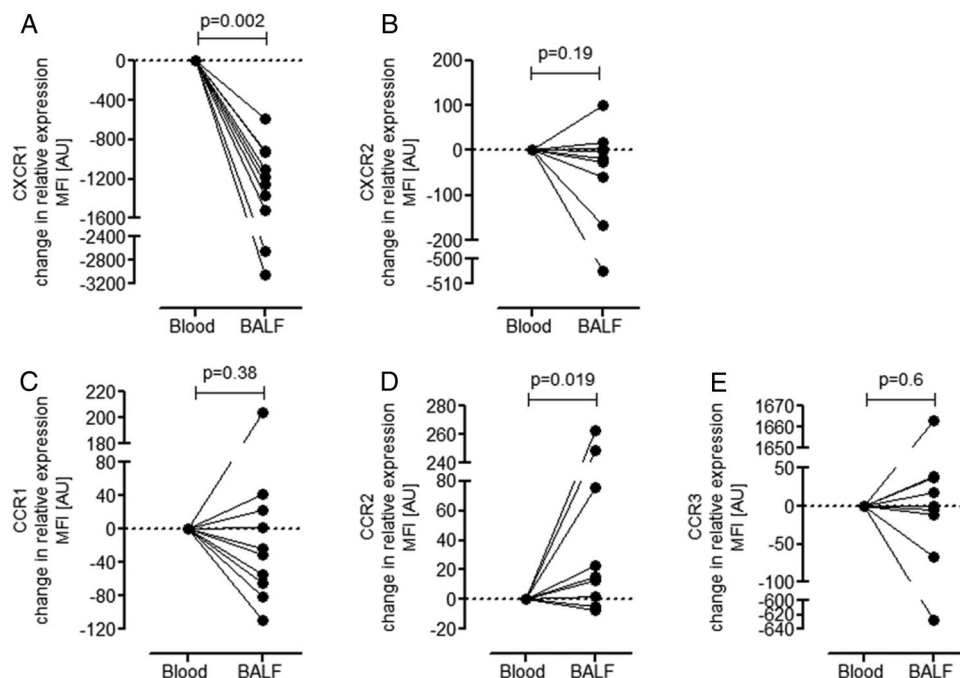 A
p=0.002
CXCR1
change in relative expression
MFI [AU]
0
-400
-800
-1200
-1600
-2400
-2800
-3200
Blood BALF
B
p=0.19
CXCR2
change in relative expression
MFI [AU]
200
100
0
-100
-200
-500
-510
Blood BALF
C
p=0.38
CCR1
change in relative expression
MFI [AU]
220
200
180
80
40
0
-40
-80
-120
Blood BALF
D
p=0.019
CCR2
change in relative expression
MFI [AU]
280
260
240
80
60
40
20
0
-20
Blood BALF
E
p=0.6
CCR3
change in relative expression
MFI [AU]
1670
1660
1650
50
0
-50
-100
-600
-620
-640
Blood BALF